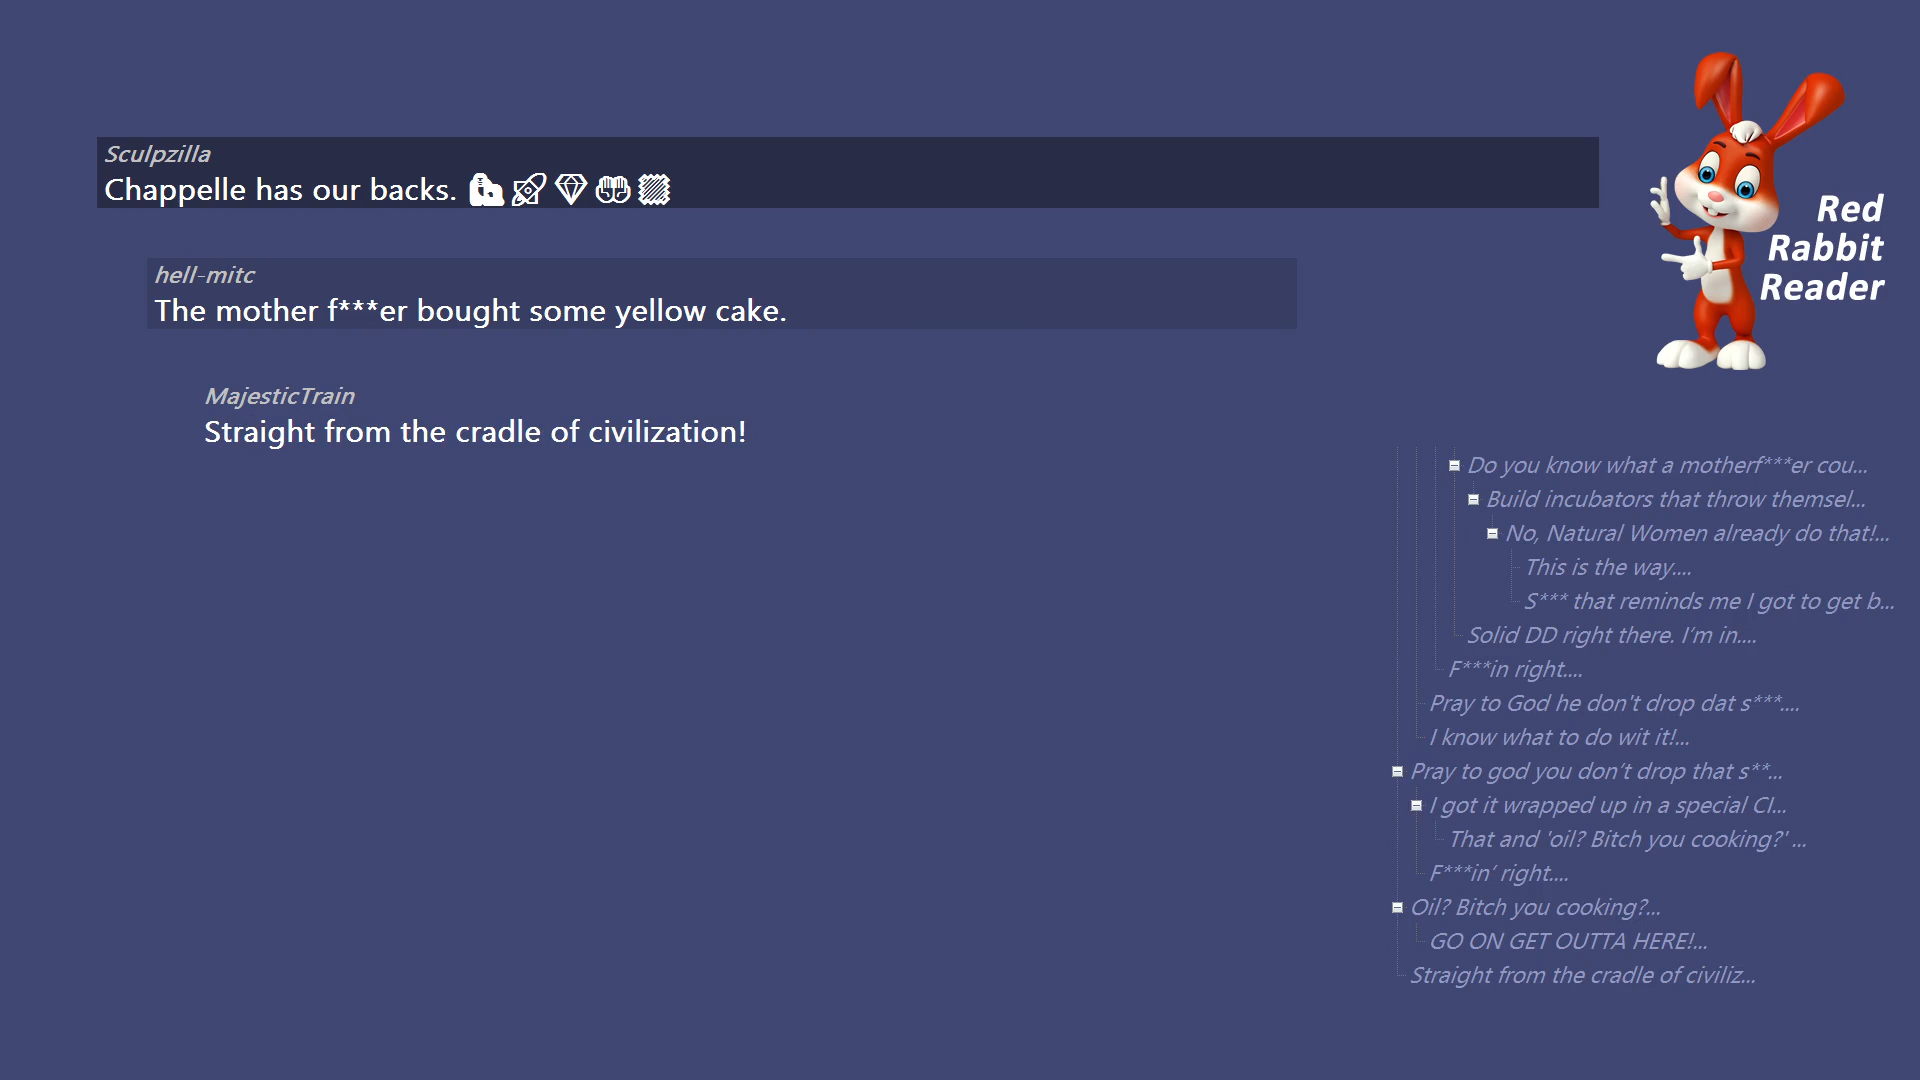 Sculpzilla
Chappelle has our backs.
hell-mitc
The mother f***er bought some yellow cake.
MajesticTrain
Straight from the cradle of civilization!
Red
Rabbit
Reader
Do you know what a motherf***er cou...
Build incubators that throw themsel...
No, Natural Women already do that!...
This is the way....
S*** that reminds me I got to get b...
Solid DD right there. I’m in....
F***in right....
Pray to God he don't drop dat s***....
I know what to do wit it!...
Pray to god you don’t drop that s**...
I got it wrapped up in a special CI...
That and 'oil? Bitch you cooking?' ...
F***in’ right....
Oil? Bitch you cooking?...
GO ON GET OUTTA HERE!...
Straight from the cradle of civiliz...